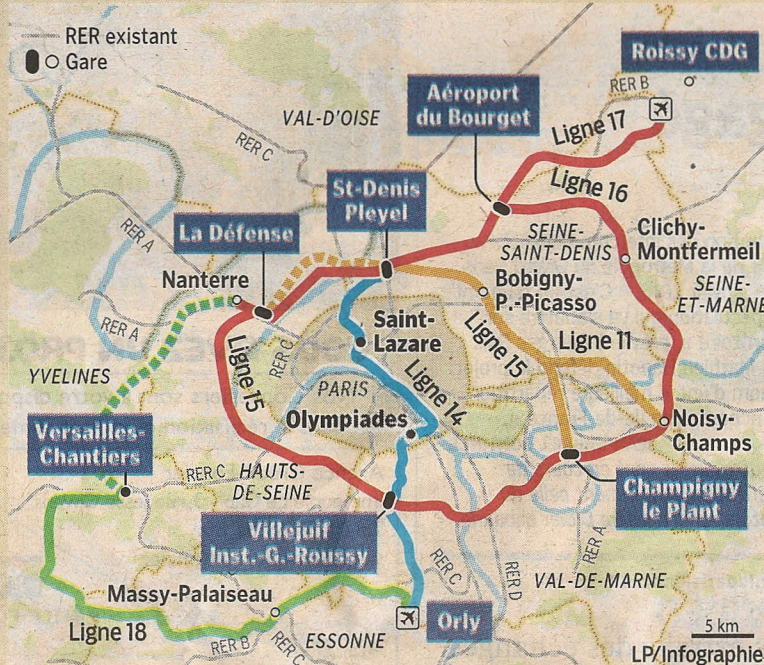 RER existant
Gare
Roissy CDG
RER B
Aéroport
du Bourget
VAL-D'OISE
RER C
Ligne 17
Ligne 16
St-Denis
Pleyel
La Défense
RER A
SEINE-
SAINT-DENIS
Clichy-
Montfermeil
Nanterre
Bobigny-
P.-Picasso
SEINE-
ET-MARNE
RER A
RER C
Saint-
Lazare
Ligne 15
Ligne 11
Ligne 15
YVELINES
PARIS
Ligne 14
Olympiades
Noisy-
Champs
Versailles-
Chantiers
RER C
HAUTS-
DE-SEINE
Champigny
le Plant
Villejuif
Inst.-G.-Roussy
RER C
RER D
RER A
VAL-DE-MARNE
Massy-Palaiseau
Orly
Ligne 18
RER B
RER C
ESSONNE
5 km
LP/Infographie